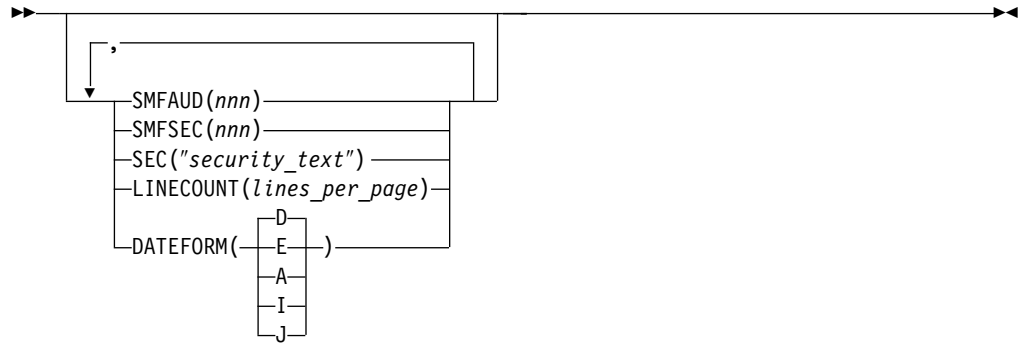 ,
SMFAUD(nnn)
SMFSEC(nnn)
SEC("security_text")
LINECOUNT(lines_per_page)
D
DATEFORM( E )
A
I
J